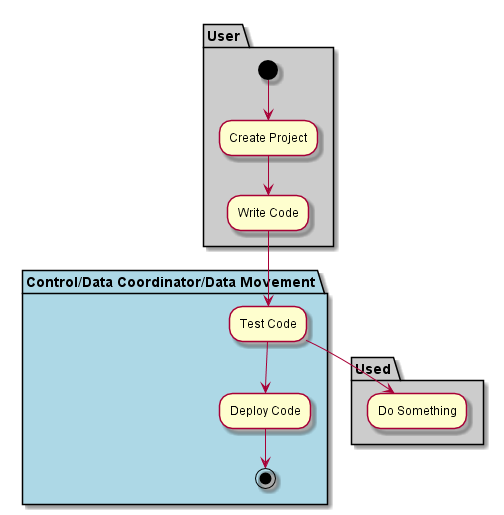 User
Create Project
Write Code
Control/Data Coordinator/Data Movement
Test Code
Used
Deploy Code
Do Something